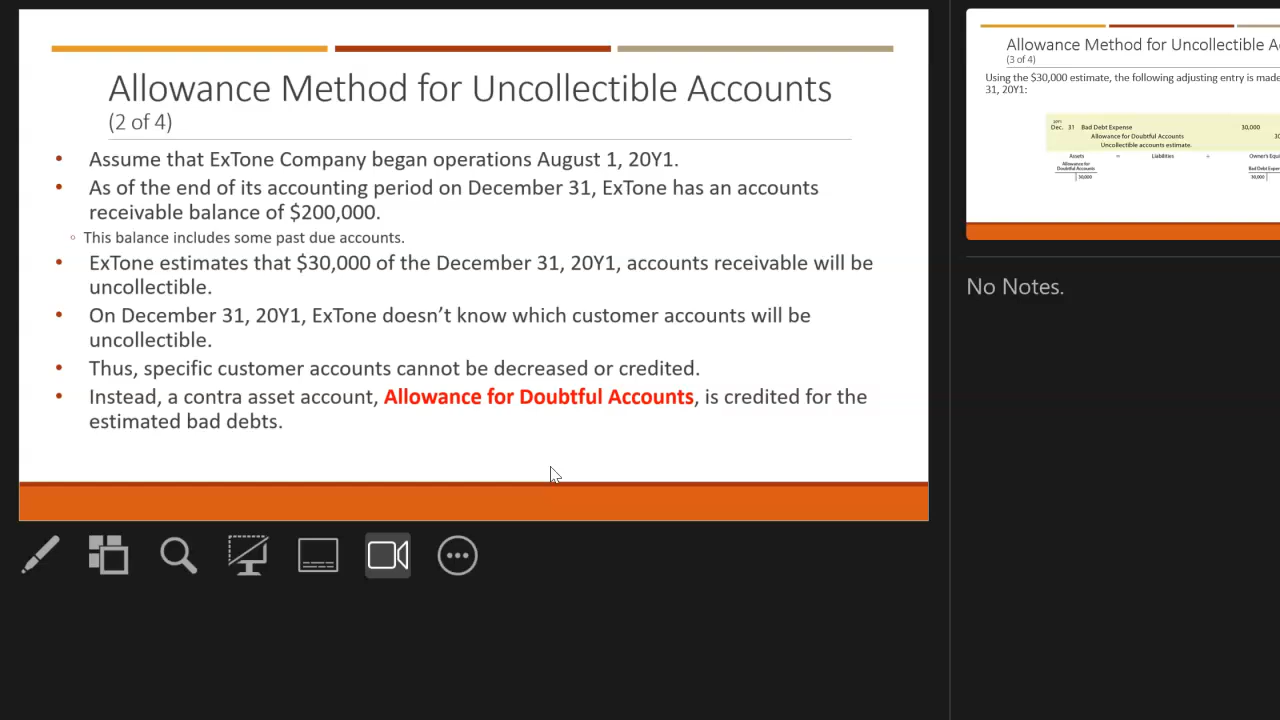 Allowance Method for Uncollectible Accounts
(2 of 4)
• Assume that ExTone Company began operations August 1, 20Y1.
• As of the end of its accounting period on December 31, ExTone has an accounts
receivable balance of $200,000.
◦ This balance includes some past due accounts.
• ExTone estimates that $30,000 of the December 31, 20Y1, accounts receivable will be
uncollectible.
• On December 31, 20Y1, ExTone doesn’t know which customer accounts will be
uncollectible.
• Thus, specific customer accounts cannot be decreased or credited.
• Instead, a contra asset account, Allowance for Doubtful Accounts, is credited for the
estimated bad debts.
Allowance Method for Uncollectible A
(3 of 4)
Using the $30,000 estimate, the following adjusting entry is made
31, 20Y1:
20Y1
Dec. 31 Bad Debt Expense 30,000
Allowance for Doubtful Accounts 30
Uncollectible accounts estimate.
Assets = Liabilities + Owner's Equi
Allowance for
Doubtful Accounts Bad Debt Expen
30,000 30,000
No Notes.